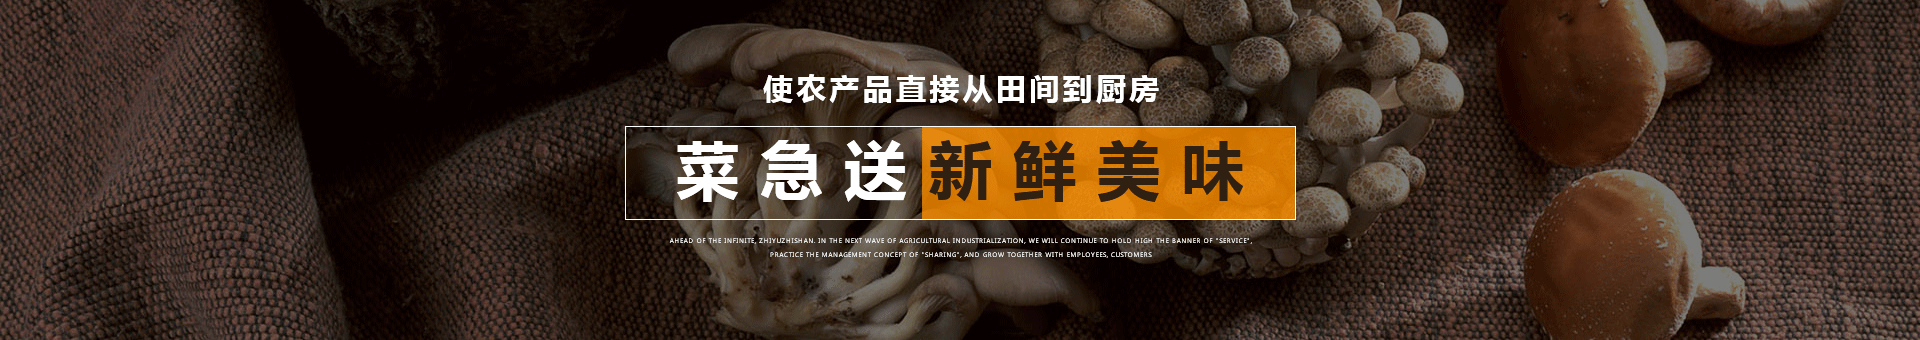 使农产品直接从田间到厨房
菜急送新鲜美味
AHEAD OF THE INFINITE, ZHIYUZHISHAN. IN THE NEXT WAVE OF AGRICULTURAL INDUSTRIALIZATION, WE WILL CONTINUE TO HOLD HIGH THE BANNER OF "SERVICE",
PRACTICE THE MANAGEMENT CONCEPT OF "SHARING", AND GROW TOGETHER WITH EMPLOYEES, CUSTOMERS